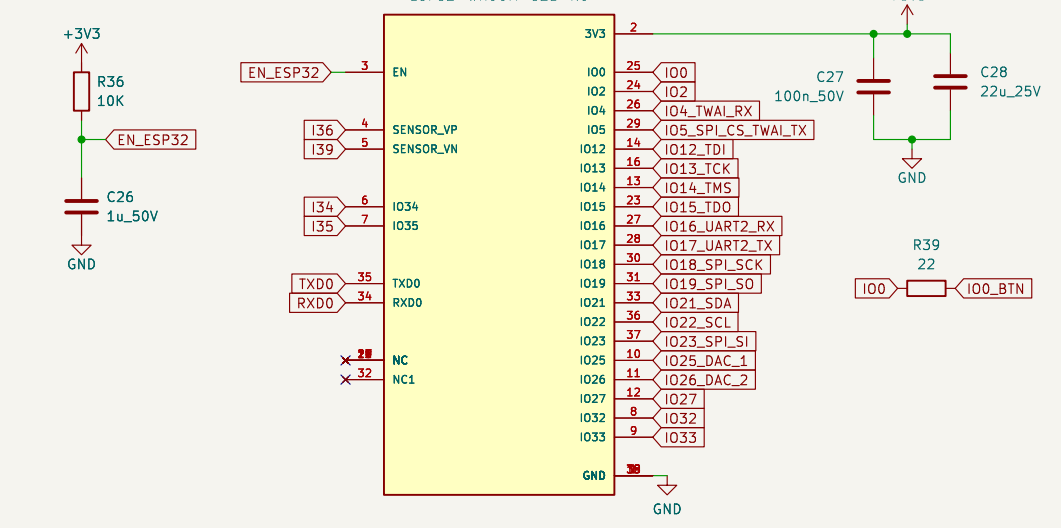 +3V3
R36
10K
EN_ESP32
C26
1u_50V
GND
EN_ESP32 3 EN
I36 4 SENSOR_VP
I39 5 SENSOR_VN
I34 6 IO34
I35 7 IO35
TXD0 35 TXD0
RXD0 34 RXD0
NC
32 NC1
3V3 2
IO0 25 IO0
IO2 24 IO2
IO4 26 IO4_TWAI_RX
IO5 29 IO5_SPI_CS_TWAI_TX
IO12 14 IO12_TDI
IO13 16 IO13_TCK
IO14 13 IO14_TMS
IO15 23 IO15_TDO
IO16 27 IO16_UART2_RX
IO17 28 IO17_UART2_TX
IO18 30 IO18_SPI_SCK
IO19 31 IO19_SPI_SO
IO21 33 IO21_SDA
IO22 36 IO22_SCL
IO23 37 IO23_SPI_SI
IO25 10 IO25_DAC_1
IO26 11 IO26_DAC_2
IO27 12 IO27
IO32 8 IO32
IO33 9 IO33
GND
GND
C27
100n_50V
C28
22u_25V
GND
R39
22
IO0 IO0_BTN